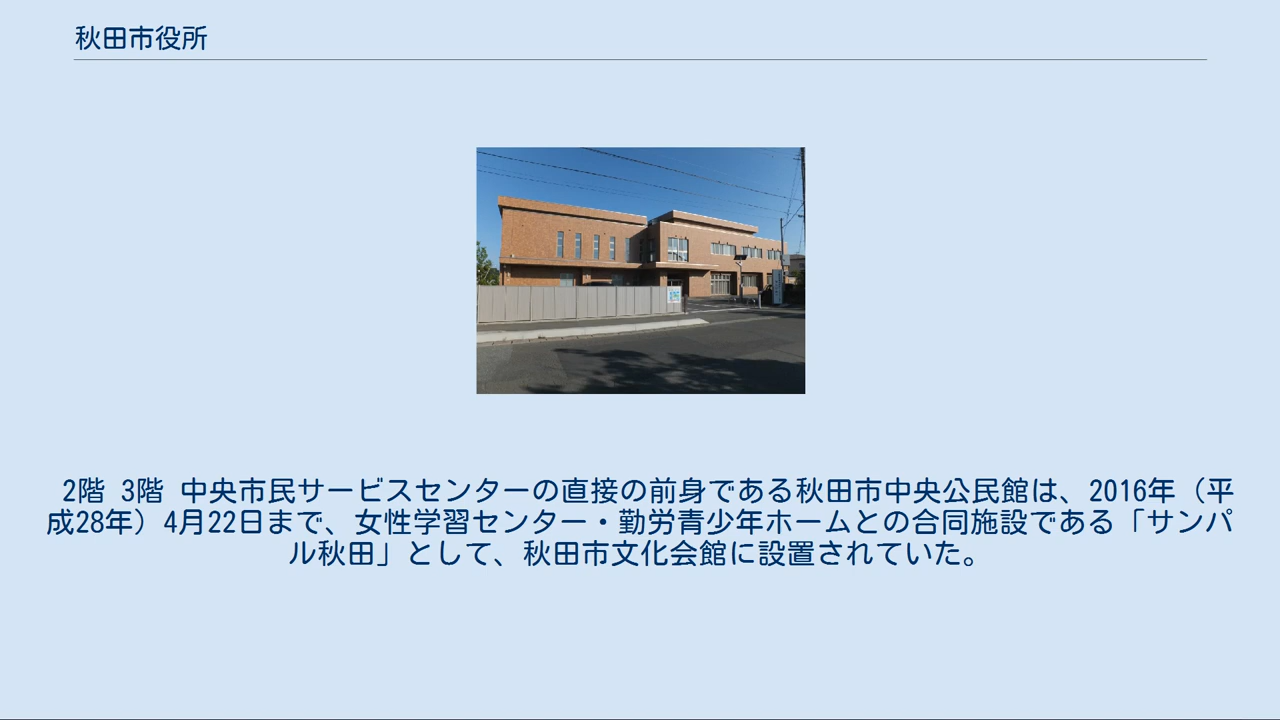 秋田市役所
2階 3階 中央市民サービスセンターの直接の前身である秋田市中央公民館は、2016年（平
成28年）4月22日まで、女性学習センター・勤労青少年ホームとの合同施設である「サンパ
ル秋田」として、秋田市文化会館に設置されていた。